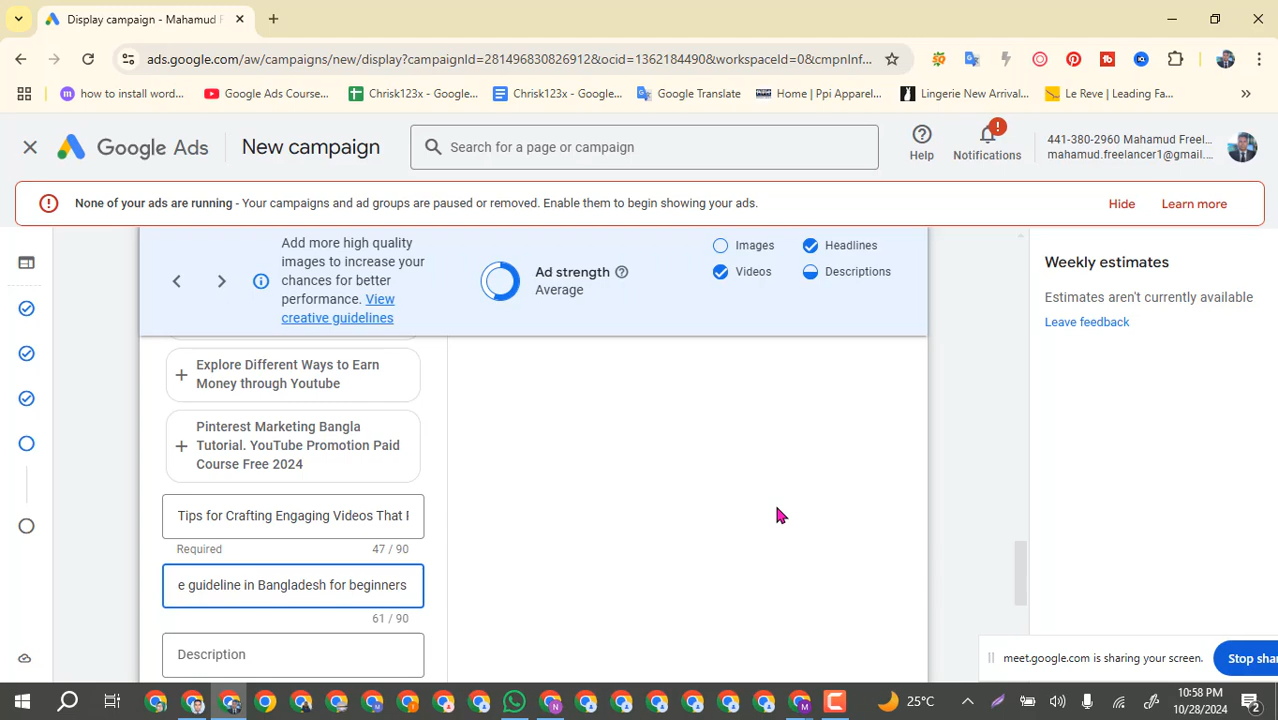 Display campaign - Mahamud F
ads.google.com/aw/campaigns/new/display?campaignId=281496830826912&ocid=1362184490&workspaceId=0&cmpnInf...
how to install word...
Google Ads Course...
Chrisk123x - Google...
Chrisk123x - Google...
Google Translate
Home | Ppi Apparel...
Lingerie New Arrival...
Le Reve | Leading Fa...
Google Ads
New campaign
Search for a page or campaign
Help
Notifications
441-380-2960 Mahamud Freel...
mahamud.freelancer1@gmail....
None of your ads are running - Your campaigns and ad groups are paused or removed. Enable them to begin showing your ads.
Hide
Learn more
Add more high quality
images to increase your
chances for better
performance. View
creative guidelines
Ad strength
Average
Images
Headlines
Videos
Descriptions
Weekly estimates
Estimates aren't currently available
Leave feedback
Explore Different Ways to Earn
Money through Youtube
Pinterest Marketing Bangla
Tutorial. YouTube Promotion Paid
Course Free 2024
Tips for Crafting Engaging Videos That
Required
47 / 90
e guideline in Bangladesh for beginners
61 / 90
Description
meet.google.com is sharing your screen.
Stop sha
25°C
10:58 PM
10/28/2024
2